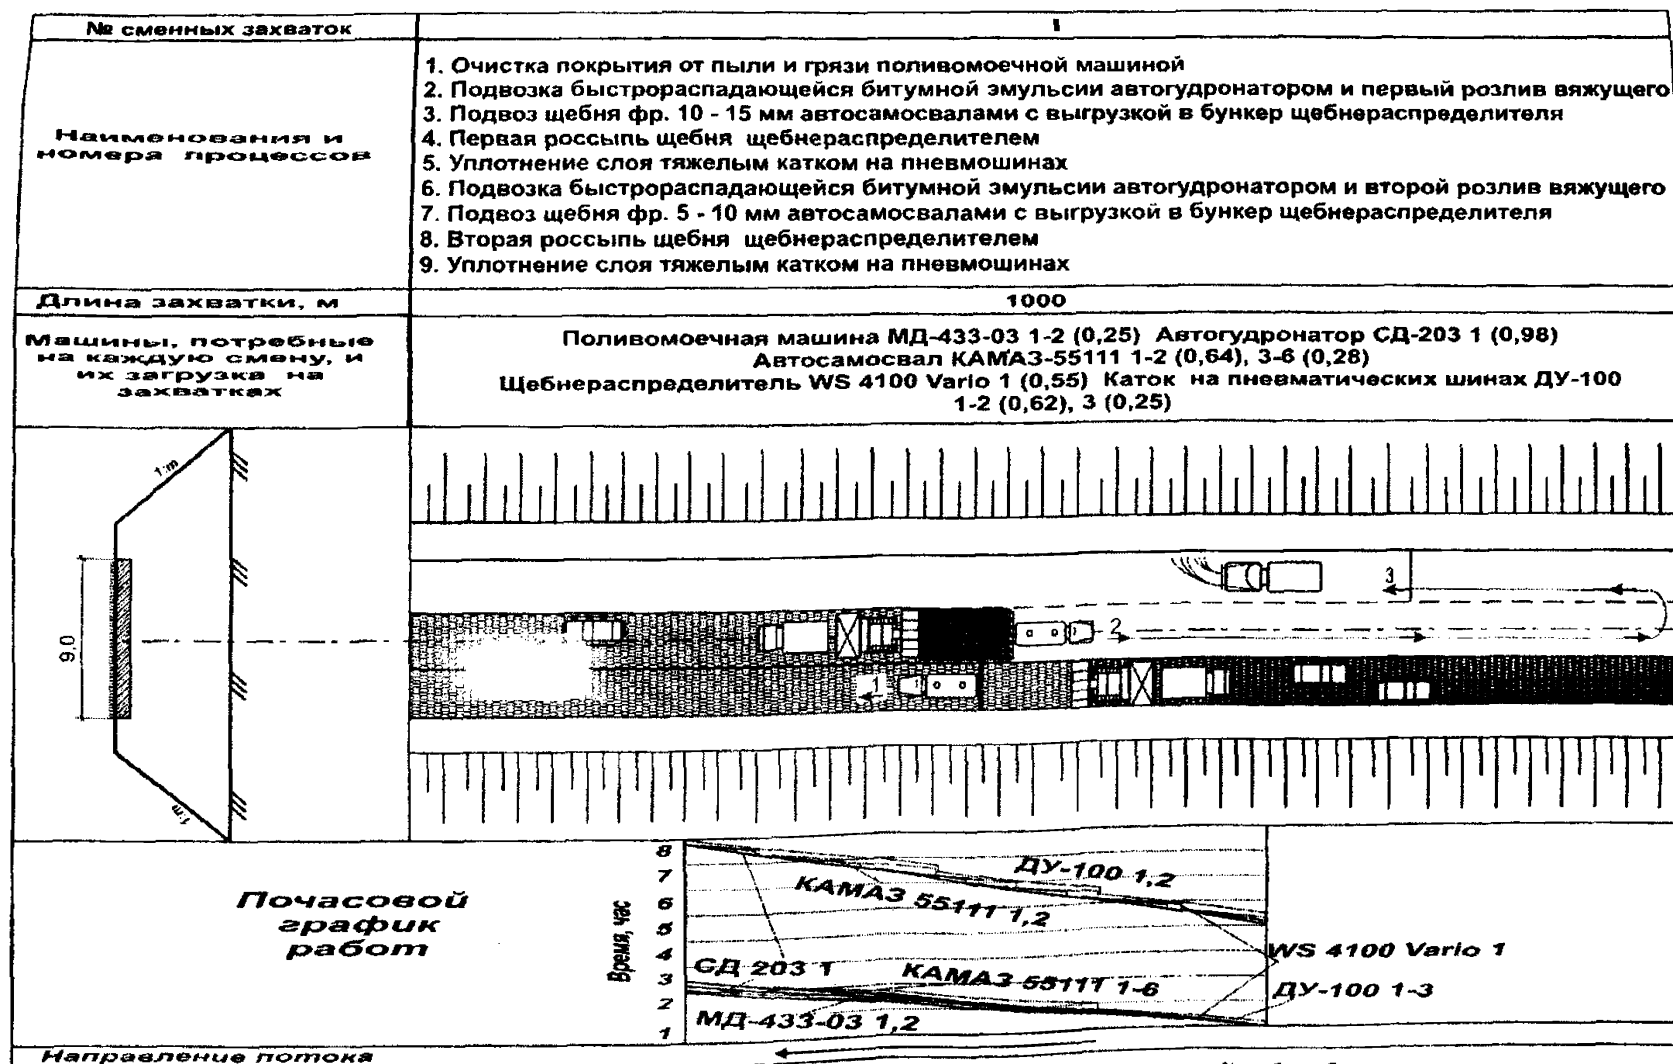 № сменных захваток
I
Наименования и
номера процессов
1. Очистка покрытия от пыли и грязи поливомоечной машиной
2. Подвозка быстрораспадающейся битумной эмульсии автогудронатором и первый розлив вяжущего
3. Подвоз щебня фр. 10 - 15 мм автосамосвалами с выгрузкой в бункер щебнераспределителя
4. Первая россыпь щебня щебнераспределителем
5. Уплотнение слоя тяжелым катком на пневмошинах
6. Подвозка быстрораспадающейся битумной эмульсии автогудронатором и второй розлив вяжущего
7. Подвоз щебня фр. 5 - 10 мм автосамосвалами с выгрузкой в бункер щебнераспределителя
8. Вторая россыпь щебня щебнераспределителем
9. Уплотнение слоя тяжелым катком на пневмошинах
Длина захватки, м
1000
Машины, потребные
на каждую смену, и
их загрузка на
захватках
Поливомоечная машина МД-433-03 1-2 (0,25) Автогудронатор СД-203 1 (0,98)
Автосамосвал КАМАЗ-55111 1-2 (0,64), 3-6 (0,28)
Щебнераспределитель WS 4100 Vario 1 (0,55) Каток на пневматических шинах ДУ-100
1-2 (0,62), 3 (0,25)
1:m
9,0
1:m
3
2
1
Почасовой
график
работ
Время, час
8
7
6
5
4
3
2
1
ДУ-100 1,2
КАМАЗ 55111 1,2
WS 4100 Vario 1
СД 203 1
КАМАЗ 55111 1-6
ДУ-100 1-3
МД-433-03 1,2
Направление потока